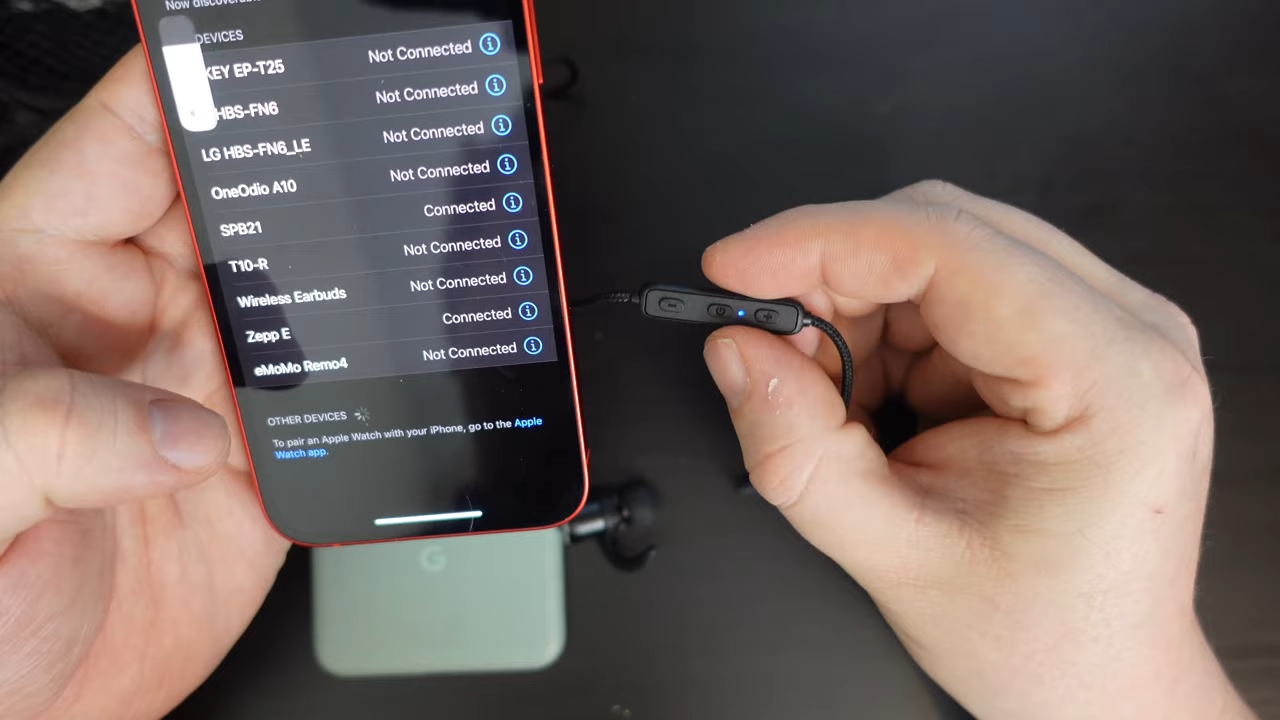 Now discoverable
DEVICES
KEY EP-T25 Not Connected
HBS-FN6 Not Connected
LG HBS-FN6_LE Not Connected
OneOdio A10 Not Connected
SPB21 Connected
T10-R Not Connected
Wireless Earbuds Not Connected
Zepp E Connected
eMoMo Remo4 Not Connected
OTHER DEVICES
To pair an Apple Watch with your iPhone, go to the Apple
Watch app.
G